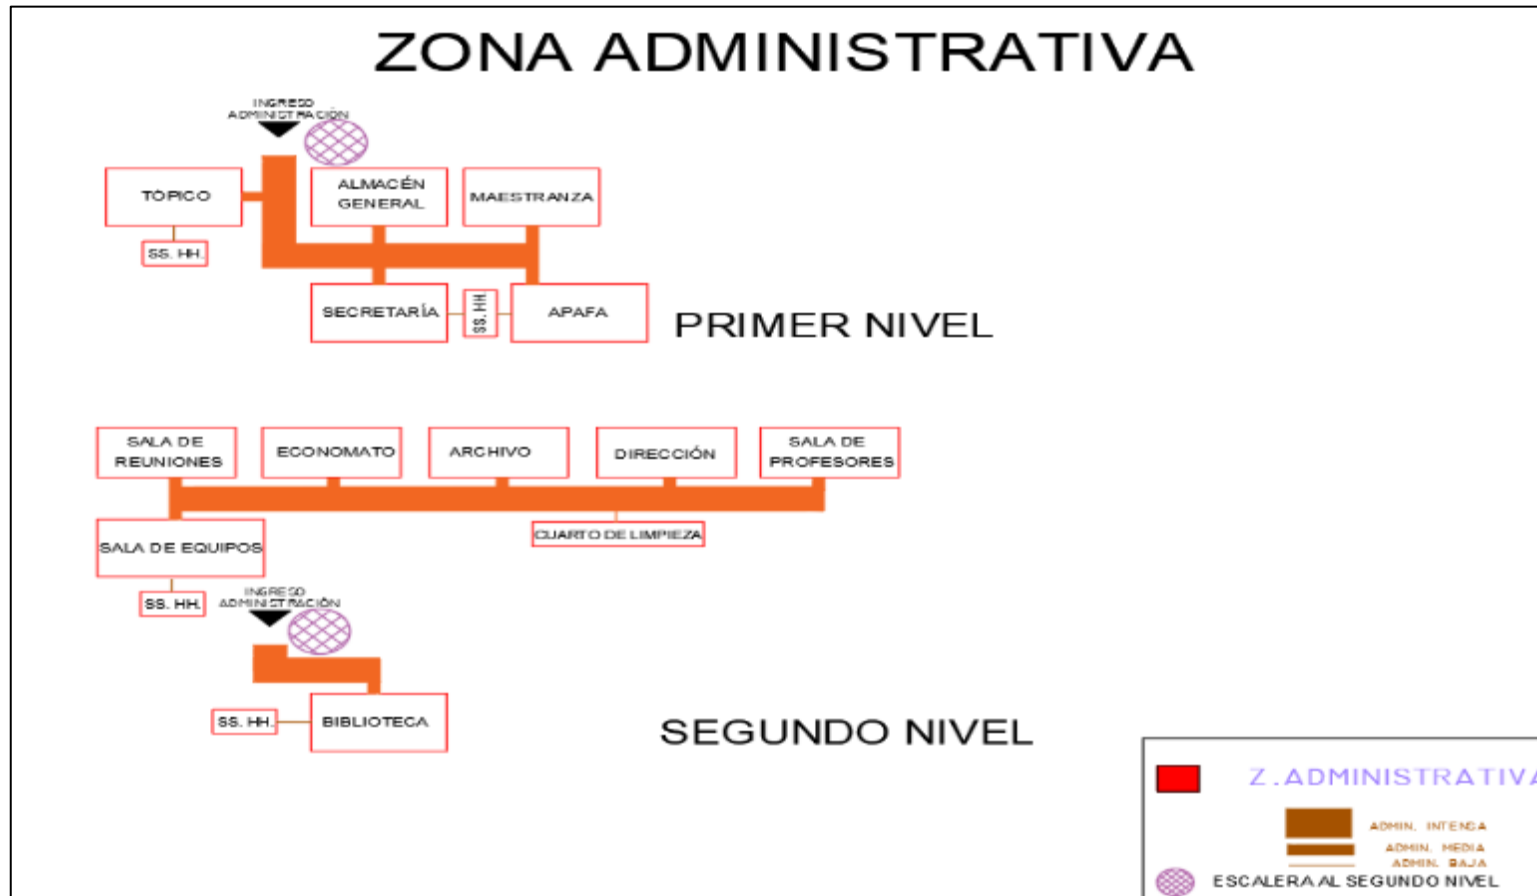 ZONA ADMINISTRATIVA
INGRESO
ADMINISTRACIÓN
TÓPICO
ALMACÉN
GENERAL
MAESTRANZA
SS. HH.
SECRETARÍA
SS. HH.
APAFA
PRIMER NIVEL
SALA DE
REUNIONES
ECONOMATO
ARCHIVO
DIRECCIÓN
SALA DE
PROFESORES
CUARTO DE LIMPIEZA
SALA DE EQUIPOS
SS. HH.
INGRESO
ADMINISTRACIÓN
SS. HH.
BIBLIOTECA
SEGUNDO NIVEL
Z.ADMINISTRATIVA
ADMIN. INTENSA
ADMIN. MEDIA
ADMIN. BAJA
ESCALERA AL SEGUNDO NIVEL